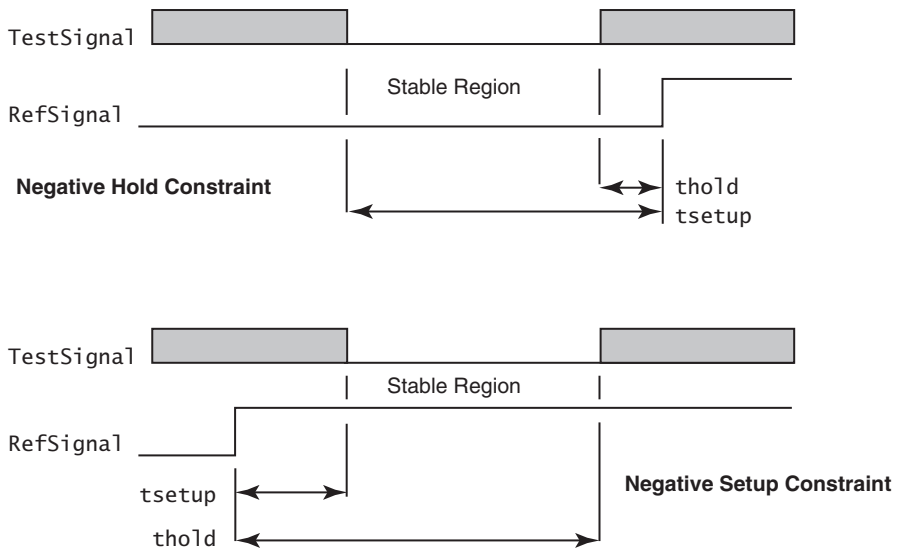 TestSignal
Stable Region
RefSignal
Negative Hold Constraint
thold
tsetup
TestSignal
Stable Region
RefSignal
tsetup
Negative Setup Constraint
thold